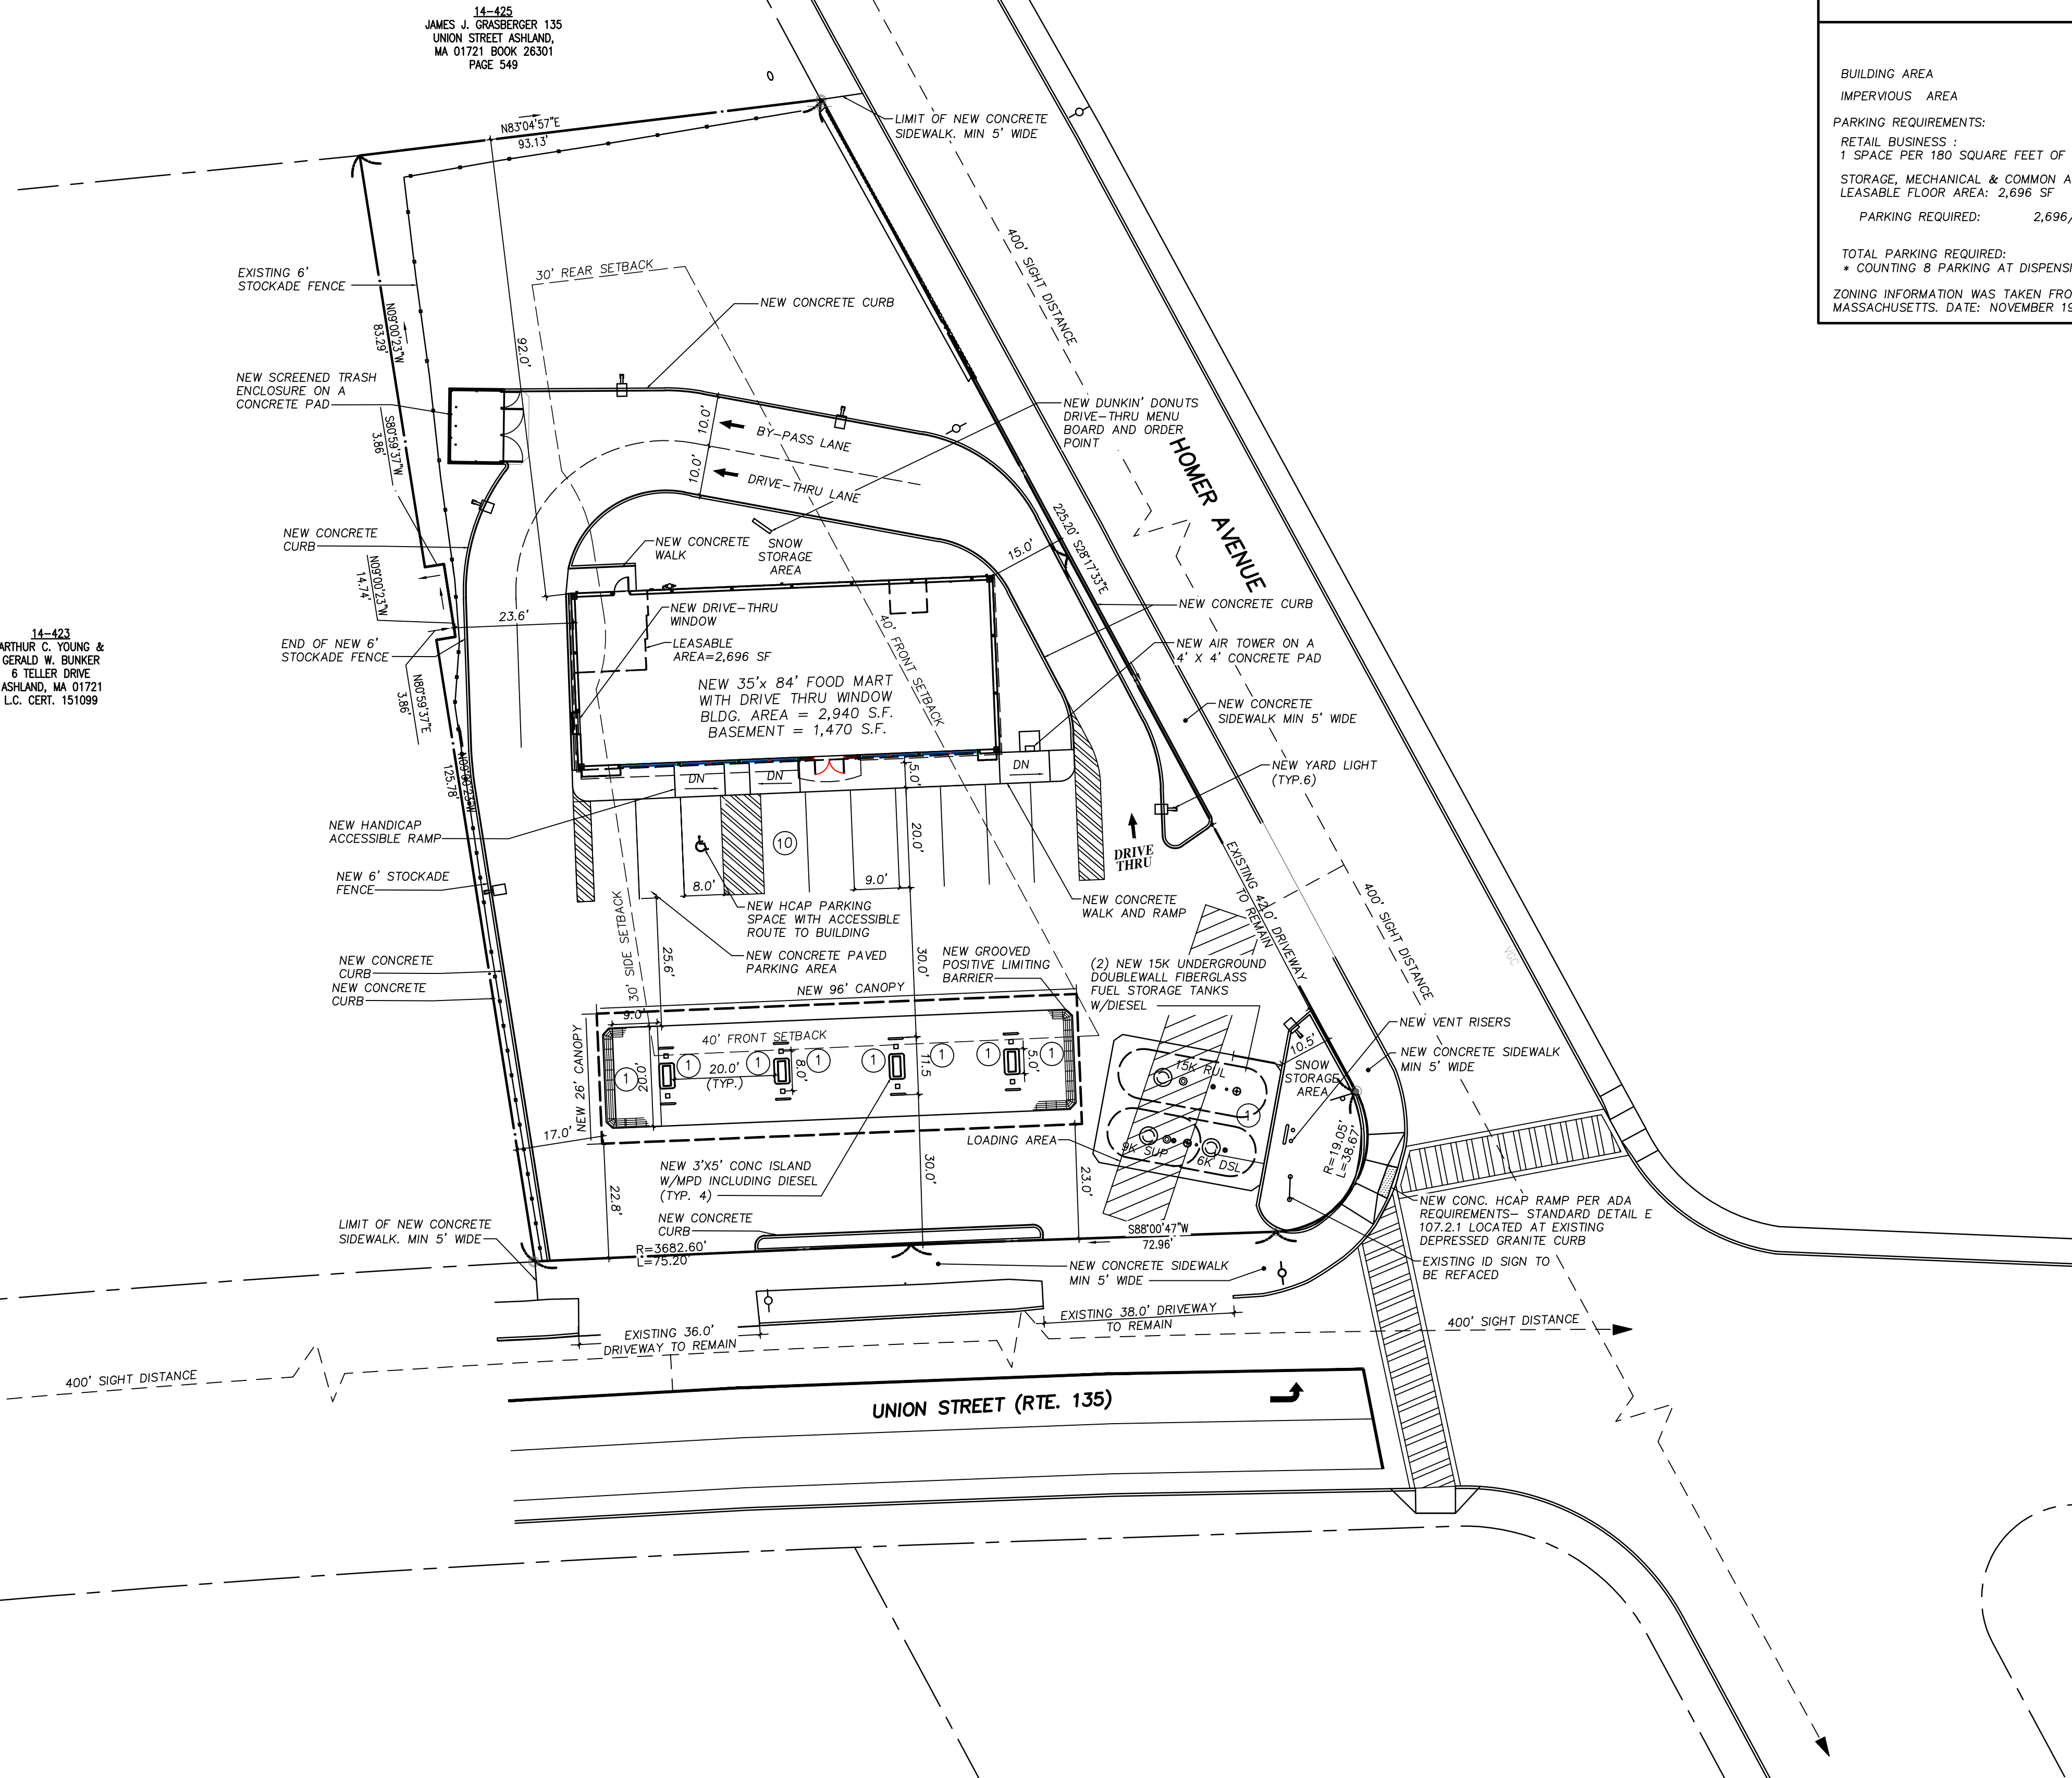 14-425
JAMES J. GRASBERGER 135
UNION STREET ASHLAND,
MA 01721 BOOK 26301
PAGE 549
BUILDING AREA
IMPERVIOUS AREA
PARKING REQUIREMENTS:
RETAIL BUSINESS :
1 SPACE PER 180 SQUARE FEET OF
STORAGE, MECHANICAL & COMMON A
LEASABLE FLOOR AREA: 2,696 SF
PARKING REQUIRED: 2,696/
TOTAL PARKING REQUIRED:
* COUNTING 8 PARKING AT DISPENSI
ZONING INFORMATION WAS TAKEN FRO
MASSACHUSETTS. DATE: NOVEMBER 19
N83°04'57"E
93.13'
LIMIT OF NEW CONCRETE
SIDEWALK. MIN 5' WIDE
400' SIGHT DISTANCE
30' REAR SETBACK
EXISTING 6'
STOCKADE FENCE
N09°00'23"W
83.29'
92.0'
NEW CONCRETE CURB
NEW SCREENED TRASH
ENCLOSURE ON A
CONCRETE PAD
S80°59'37"W
3.86'
10.0'
BY-PASS LANE
10.0'
DRIVE-THRU LANE
NEW DUNKIN' DONUTS
DRIVE-THRU MENU
BOARD AND ORDER
POINT
HOMER AVENUE
225.20' S28°17'33"E
NEW CONCRETE
CURB
NEW CONCRETE
WALK
SNOW
STORAGE
AREA
15.0'
N09°00'23"W
14.74'
23.6'
NEW DRIVE-THRU
WINDOW
LEASABLE
AREA=2,696 SF
40' FRONT SETBACK
NEW CONCRETE CURB
END OF NEW 6'
STOCKADE FENCE
NEW AIR TOWER ON A
4' X 4' CONCRETE PAD
14-423
ARTHUR C. YOUNG &
GERALD W. BUNKER
6 TELLER DRIVE
ASHLAND, MA 01721
L.C. CERT. 151099
N80°59'37"E
3.86'
NEW 35'x 84' FOOD MART
WITH DRIVE THRU WINDOW
BLDG. AREA = 2,940 S.F.
BASEMENT = 1,470 S.F.
NEW CONCRETE
SIDEWALK MIN 5' WIDE
N09°00'23"W
125.78'
DN
DN
5.0'
DN
NEW YARD LIGHT
(TYP.6)
NEW HANDICAP
ACCESSIBLE RAMP
10
20.0'
DRIVE
THRU
EXISTING 42.0' DRIVEWAY
TO REMAIN
NEW 6' STOCKADE
FENCE
8.0'
9.0'
NEW HCAP PARKING
SPACE WITH ACCESSIBLE
ROUTE TO BUILDING
NEW CONCRETE
WALK AND RAMP
400' SIGHT DISTANCE
30' SIDE SETBACK
25.6'
NEW CONCRETE PAVED
PARKING AREA
30.0'
NEW GROOVED
POSITIVE LIMITING
BARRIER
(2) NEW 15K UNDERGROUND
DOUBLEWALL FIBERGLASS
FUEL STORAGE TANKS
W/DIESEL
VGC
NEW CONCRETE
CURB
NEW CONCRETE
CURB
NEW 96' CANOPY
9.0'
NEW 26' CANOPY
40' FRONT SETBACK
1
1
1
1
1
1
1
1
20.0'
20.0'
(TYP.)
8.0'
11.5
5.0'
15K RUL
1
9K SUP
6K DSL
10.5'
SNOW
STORAGE
AREA
NEW VENT RISERS
NEW CONCRETE SIDEWALK
MIN 5' WIDE
R=19.05'
L=38.67'
17.0'
LOADING AREA
NEW 3'X5' CONC ISLAND
W/MPD INCLUDING DIESEL
(TYP. 4)
22.8'
30.0'
23.0'
NEW CONCRETE
CURB
LIMIT OF NEW CONCRETE
SIDEWALK. MIN 5' WIDE
R=3682.60'
L=75.20'
S88°00'47"W
72.96'
NEW CONC. HCAP RAMP PER ADA
REQUIREMENTS- STANDARD DETAIL E
107.2.1 LOCATED AT EXISTING
DEPRESSED GRANITE CURB
EXISTING ID SIGN TO
BE REFACED
NEW CONCRETE SIDEWALK
MIN 5' WIDE
EXISTING 36.0'
DRIVEWAY TO REMAIN
EXISTING 38.0' DRIVEWAY
TO REMAIN
400' SIGHT DISTANCE
400' SIGHT DISTANCE
UNION STREET (RTE. 135)